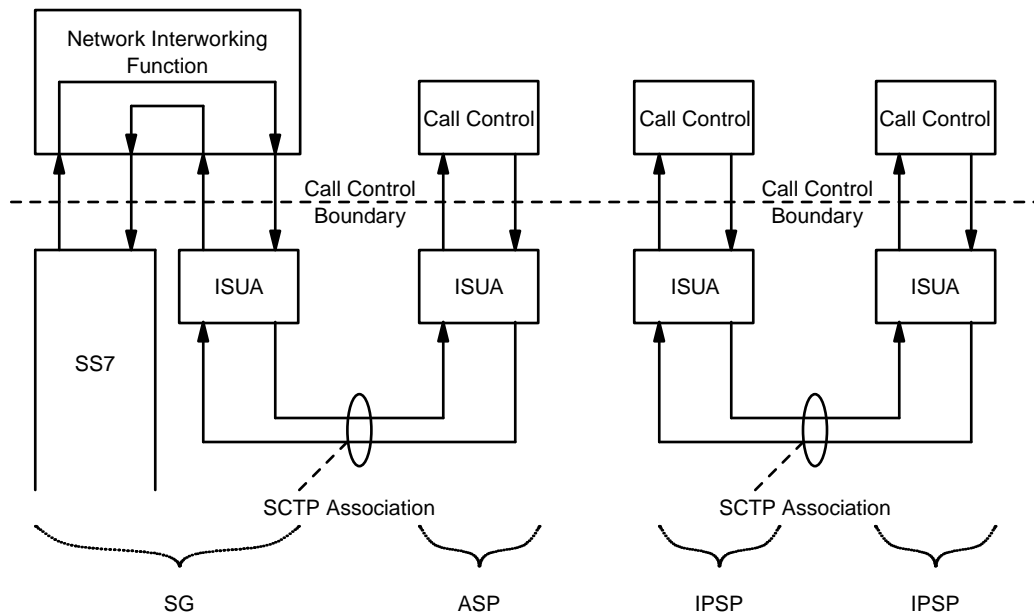 Network Interworking
Function
Call Control
Call Control
Call Control
Call Control
Boundary
Call Control
Boundary
ISUA
ISUA
ISUA
ISUA
SS7
SCTP Association
SCTP Association
SG
ASP
IPSP
IPSP